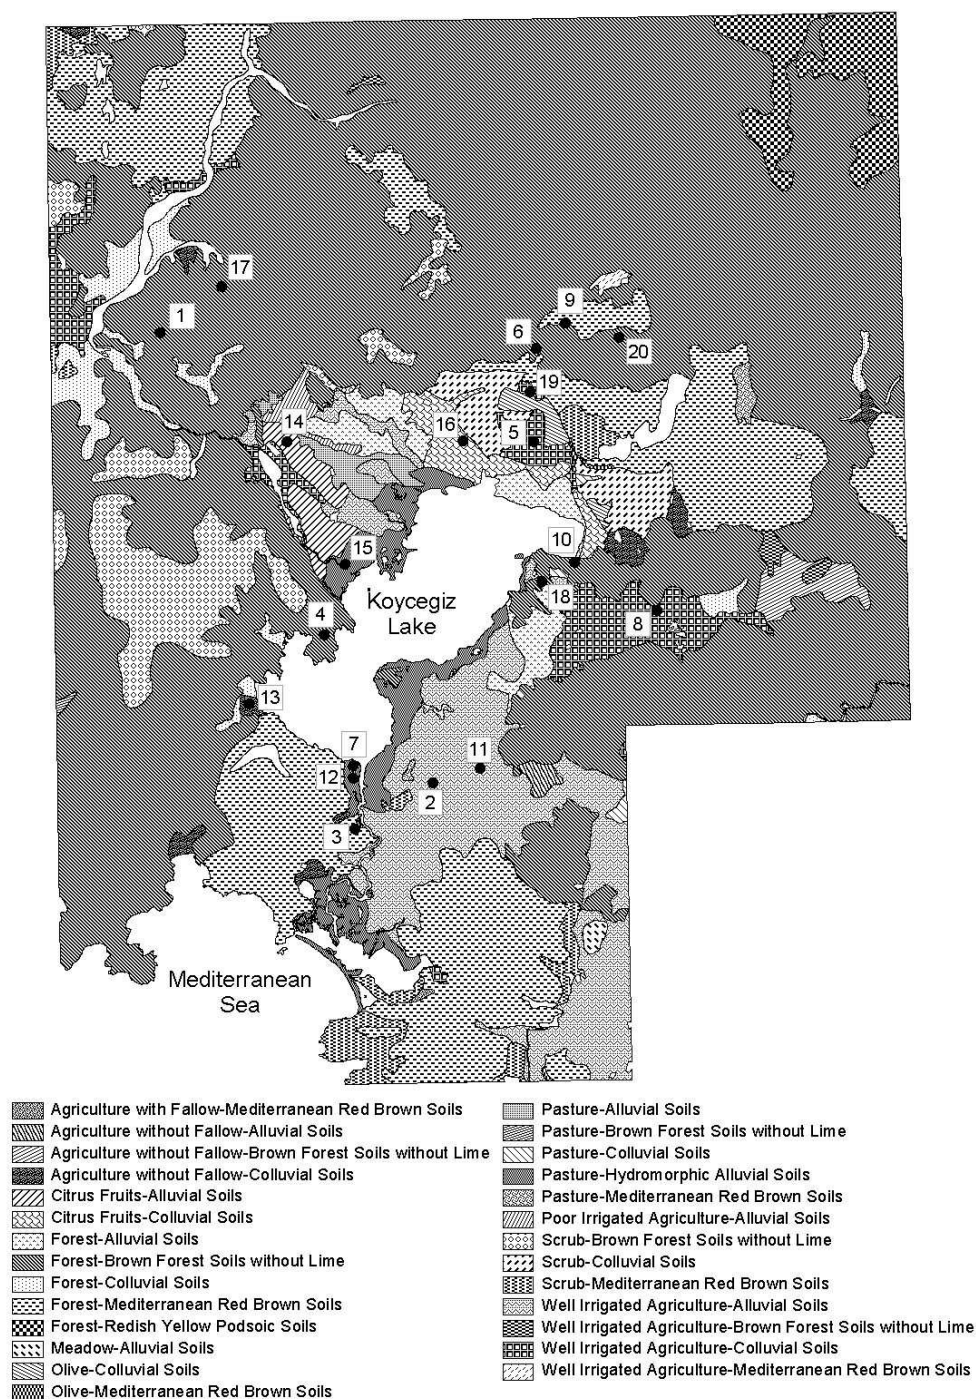 17
1
9
6
20
19
14
16
5
15
10
Koycegiz
Lake
18
4
8
13
7
11
12
2
3
Mediterranean
Sea
Agriculture with Fallow-Mediterranean Red Brown Soils
Agriculture without Fallow-Alluvial Soils
Agriculture without Fallow-Brown Forest Soils without Lime
Agriculture without Fallow-Colluvial Soils
Citrus Fruits-Alluvial Soils
Citrus Fruits-Colluvial Soils
Forest-Alluvial Soils
Forest-Brown Forest Soils without Lime
Forest-Colluvial Soils
Forest-Mediterranean Red Brown Soils
Forest-Redish Yellow Podsoic Soils
Meadow-Alluvial Soils
Olive-Colluvial Soils
Olive-Mediterranean Red Brown Soils
Pasture-Alluvial Soils
Pasture-Brown Forest Soils without Lime
Pasture-Colluvial Soils
Pasture-Hydromorphic Alluvial Soils
Pasture-Mediterranean Red Brown Soils
Poor Irrigated Agriculture-Alluvial Soils
Scrub-Brown Forest Soils without Lime
Scrub-Colluvial Soils
Scrub-Mediterranean Red Brown Soils
Well Irrigated Agriculture-Alluvial Soils
Well Irrigated Agriculture-Brown Forest Soils without Lime
Well Irrigated Agriculture-Colluvial Soils
Well Irrigated Agriculture-Mediterranean Red Brown Soils